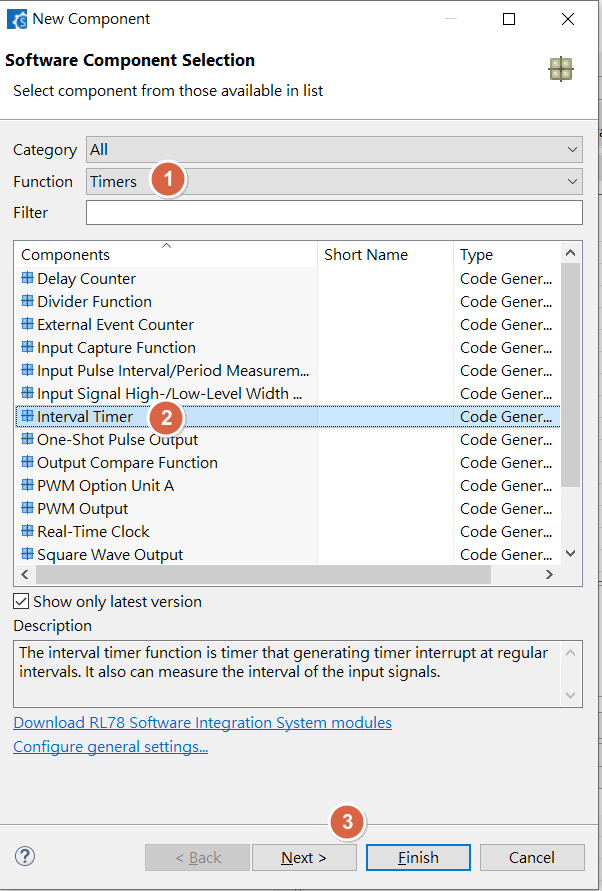 New Component
Software Component Selection
Select component from those available in list
Category All
Function Timers 1
Filter
Components Short Name Type
Delay Counter Code Gener...
Divider Function Code Gener...
External Event Counter Code Gener...
Input Capture Function Code Gener...
Input Pulse Interval/Period Measurem... Code Gener...
Input Signal High-/Low-Level Width ... Code Gener...
Interval Timer 2 Code Gener...
One-Shot Pulse Output Code Gener...
Output Compare Function Code Gener...
PWM Option Unit A Code Gener...
PWM Output Code Gener...
Real-Time Clock Code Gener...
Square Wave Output Code Gener...
Show only latest version
Description
The interval timer function is timer that generating timer interrupt at regular
intervals. It also can measure the interval of the input signals.
Download RL78 Software Integration System modules
Configure general settings...
3
? < Back Next > Finish Cancel